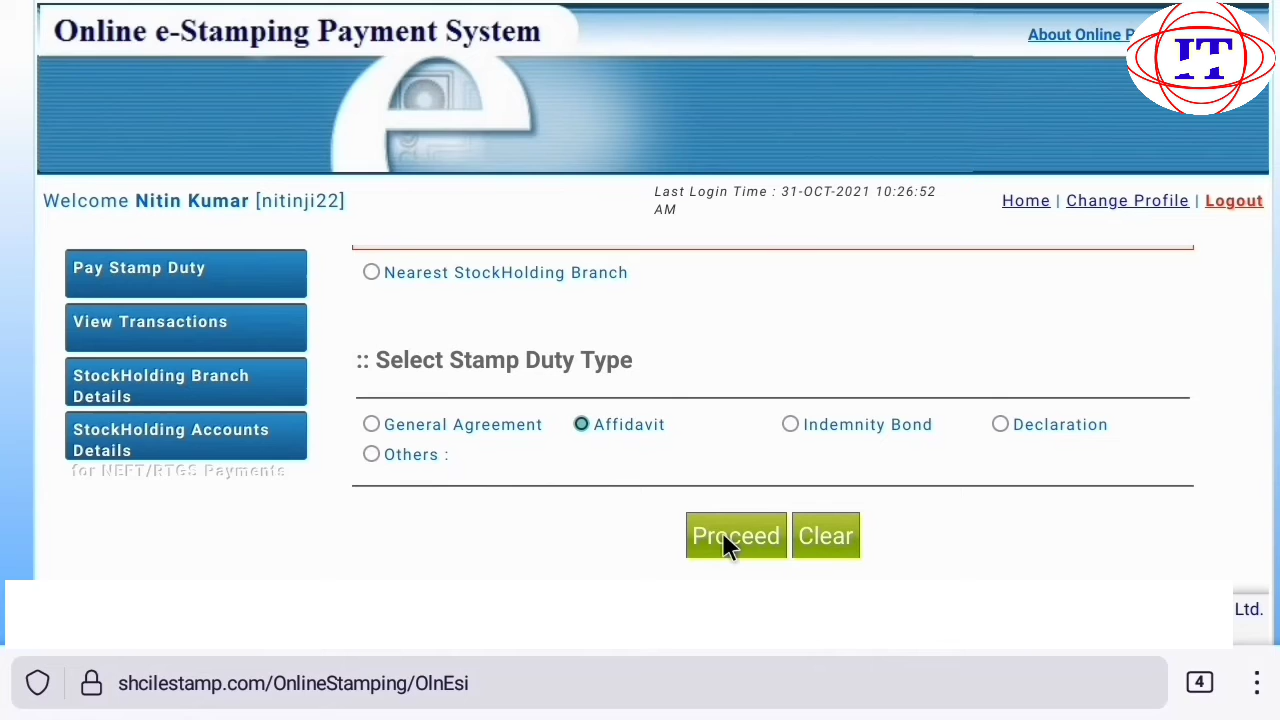 Online e-Stamping Payment System
About Online P
IT
Welcome Nitin Kumar [nitinji22]
Last Login Time : 31-OCT-2021 10:26:52
AM
Home | Change Profile | Logout
Pay Stamp Duty
View Transactions
StockHolding Branch
Details
StockHolding Accounts
Details
for NEFT/RTGS Payments
Nearest StockHolding Branch
:: Select Stamp Duty Type
General Agreement Affidavit Indemnity Bond Declaration
Others :
Proceed Clear
Ltd.
shcilestamp.com/OnlineStamping/OlnEsi
4